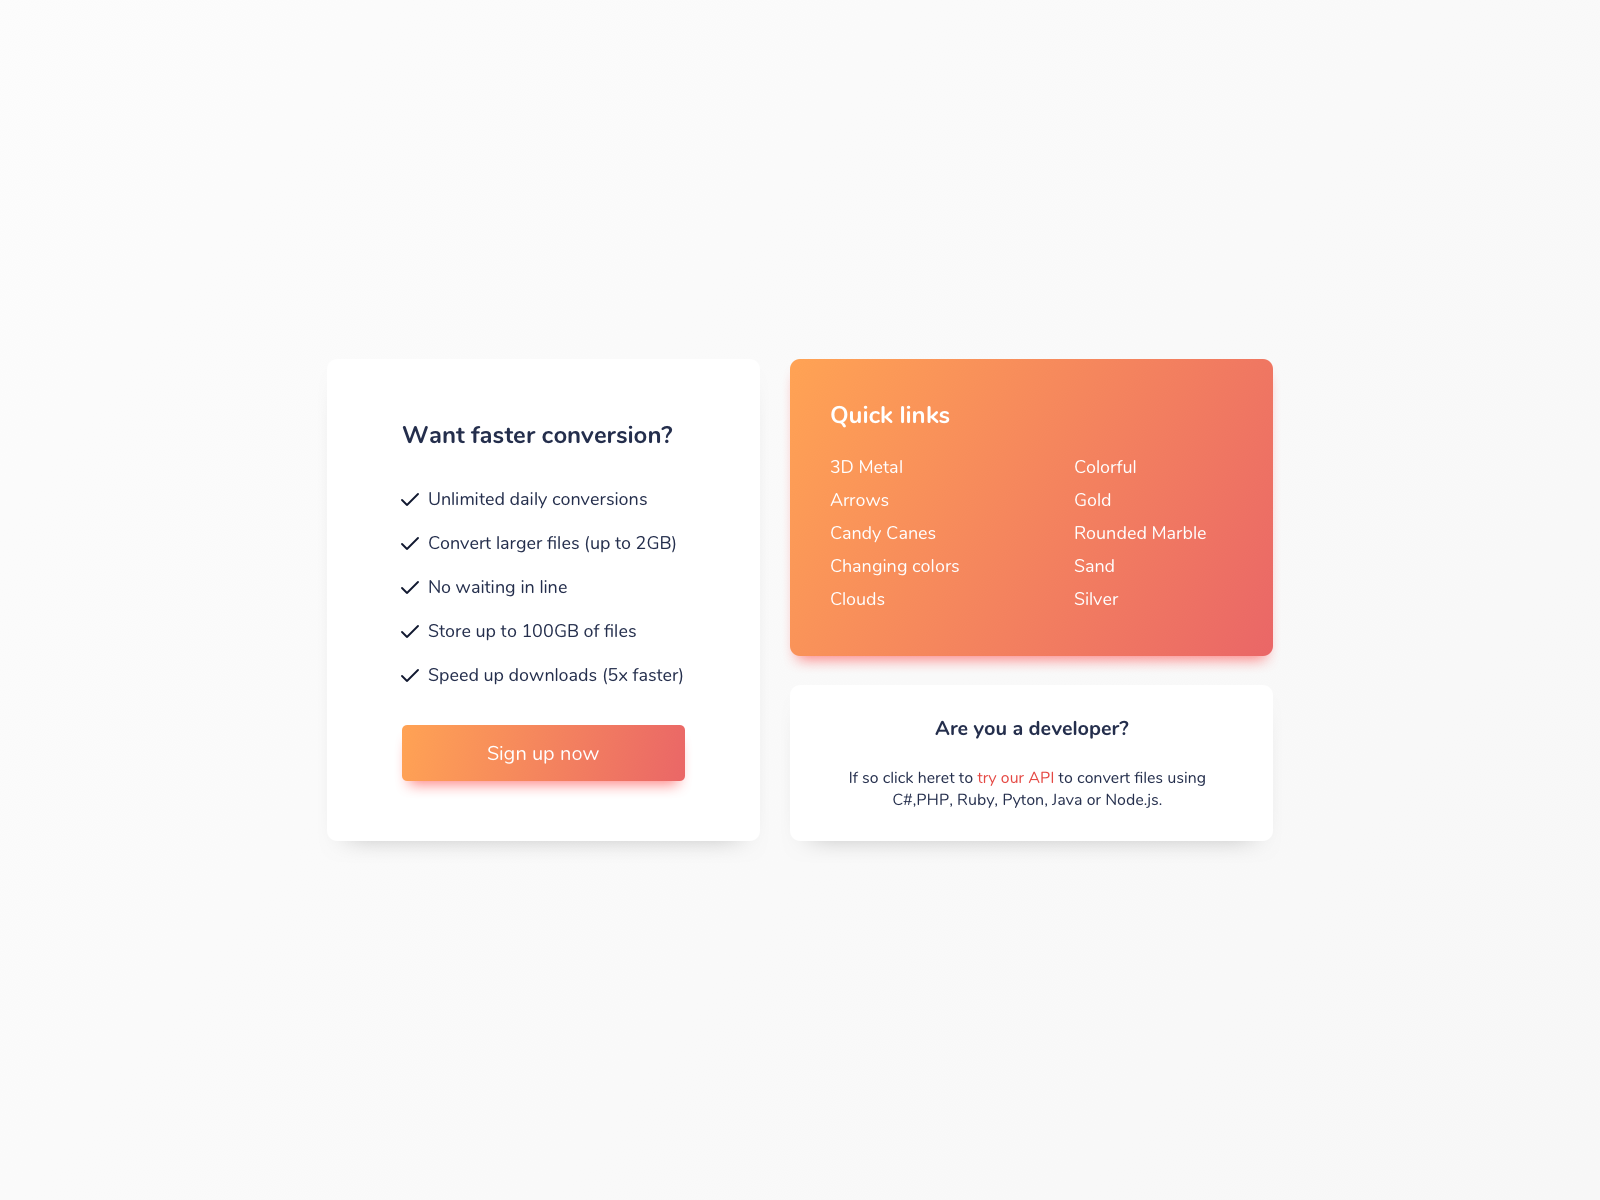 Want faster conversion?
Unlimited daily conversions
Convert larger files (up to 2GB)
No waiting in line
Store up to 100GB of files
Speed up downloads (5x faster)
Sign up now
Quick links
3D Metal
Arrows
Candy Canes
Changing colors
Clouds
Colorful
Gold
Rounded Marble
Sand
Silver
Are you a developer?
If so click heret to try our API to convert files using
C#,PHP, Ruby, Pyton, Java or Node.js.